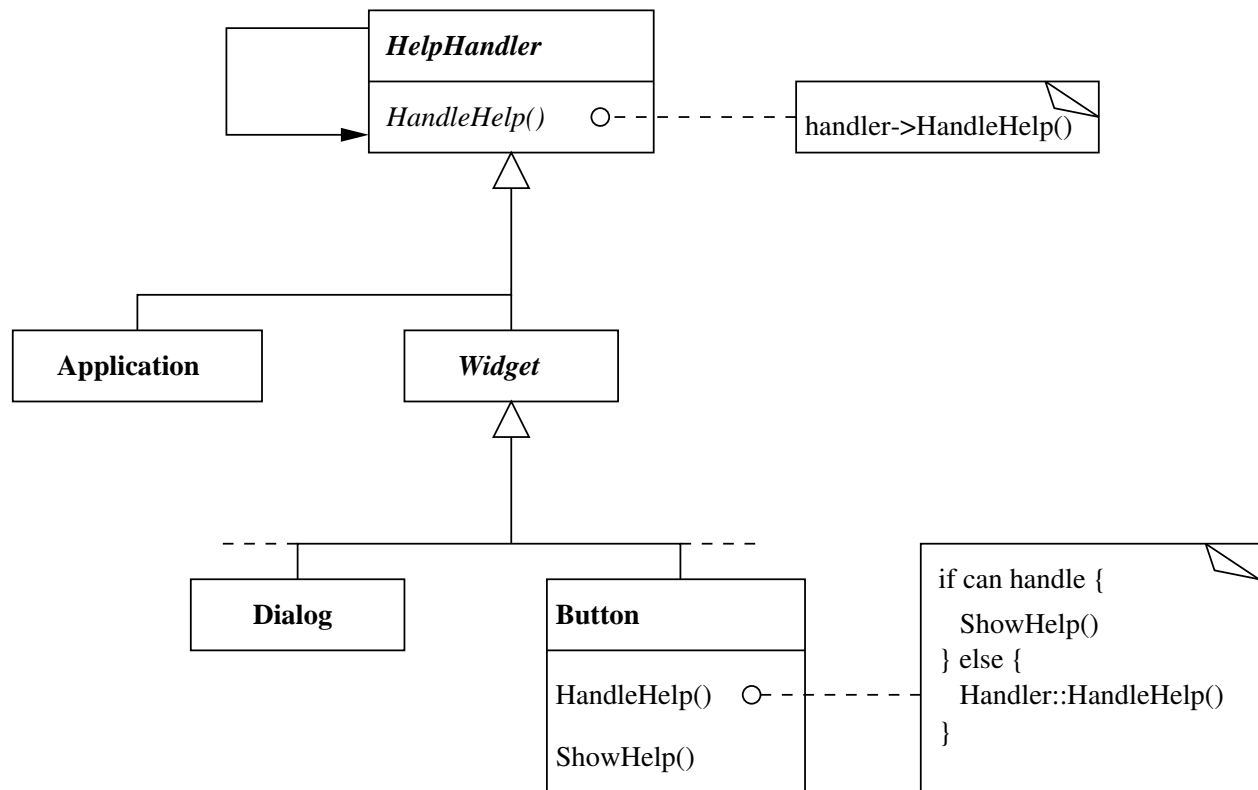 HelpHandler
HandleHelp()
handler->HandleHelp()
Application
Widget
Dialog
Button
HandleHelp()
ShowHelp()
if can handle {
ShowHelp()
} else {
Handler::HandleHelp()
}